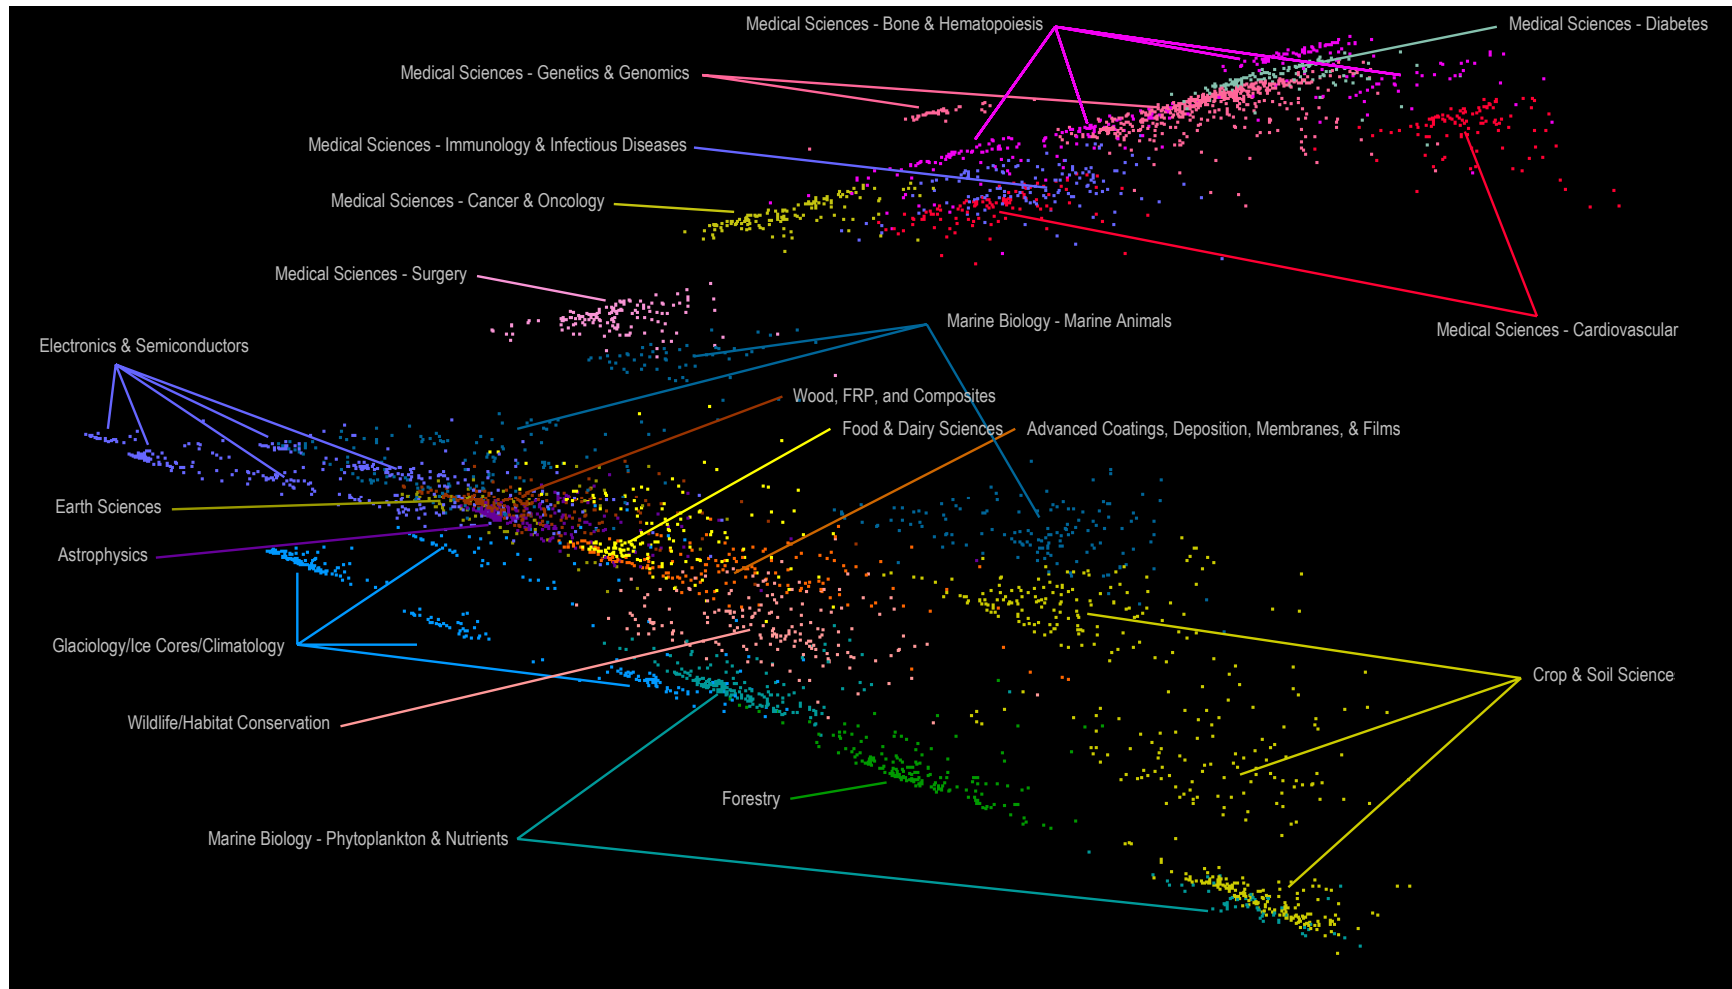 Medical Sciences - Bone & Hematopoiesis
Medical Sciences - Diabetes
Medical Sciences - Genetics & Genomics
Medical Sciences - Immunology & Infectious Diseases
Medical Sciences - Cancer & Oncology
Medical Sciences - Surgery
Marine Biology - Marine Animals
Medical Sciences - Cardiovascular
Electronics & Semiconductors
Wood, FRP, and Composites
Food & Dairy Sciences
Advanced Coatings, Deposition, Membranes, & Films
Earth Sciences
Astrophysics
Glaciology/Ice Cores/Climatology
Crop & Soil Science
Wildlife/Habitat Conservation
Forestry
Marine Biology - Phytoplankton & Nutrients